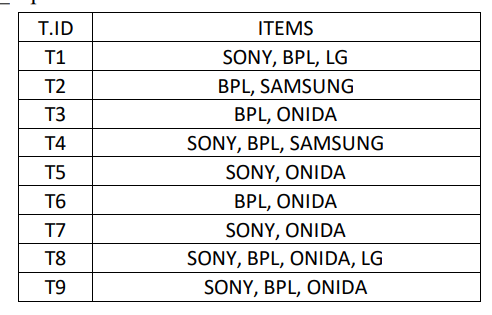 T.ID ITEMS
T1 SONY, BPL, LG
T2 BPL, SAMSUNG
T3 BPL, ONIDA
T4 SONY, BPL, SAMSUNG
T5 SONY, ONIDA
T6 BPL, ONIDA
T7 SONY, ONIDA
T8 SONY, BPL, ONIDA, LG
T9 SONY, BPL, ONIDA